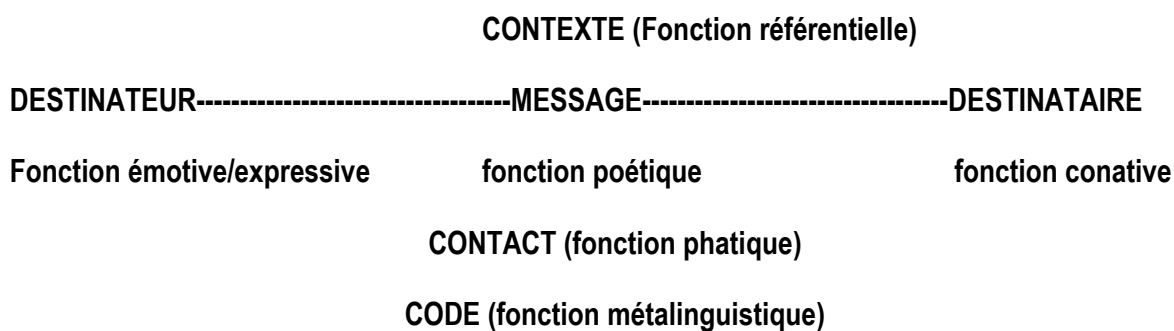 CONTEXTE (Fonction référentielle)
DESTINATEUR------------------------------------MESSAGE-----------------------------------DESTINATAIRE
Fonction émotive/expressive fonction poétique fonction conative
CONTACT (fonction phatique)
CODE (fonction métalinguistique)